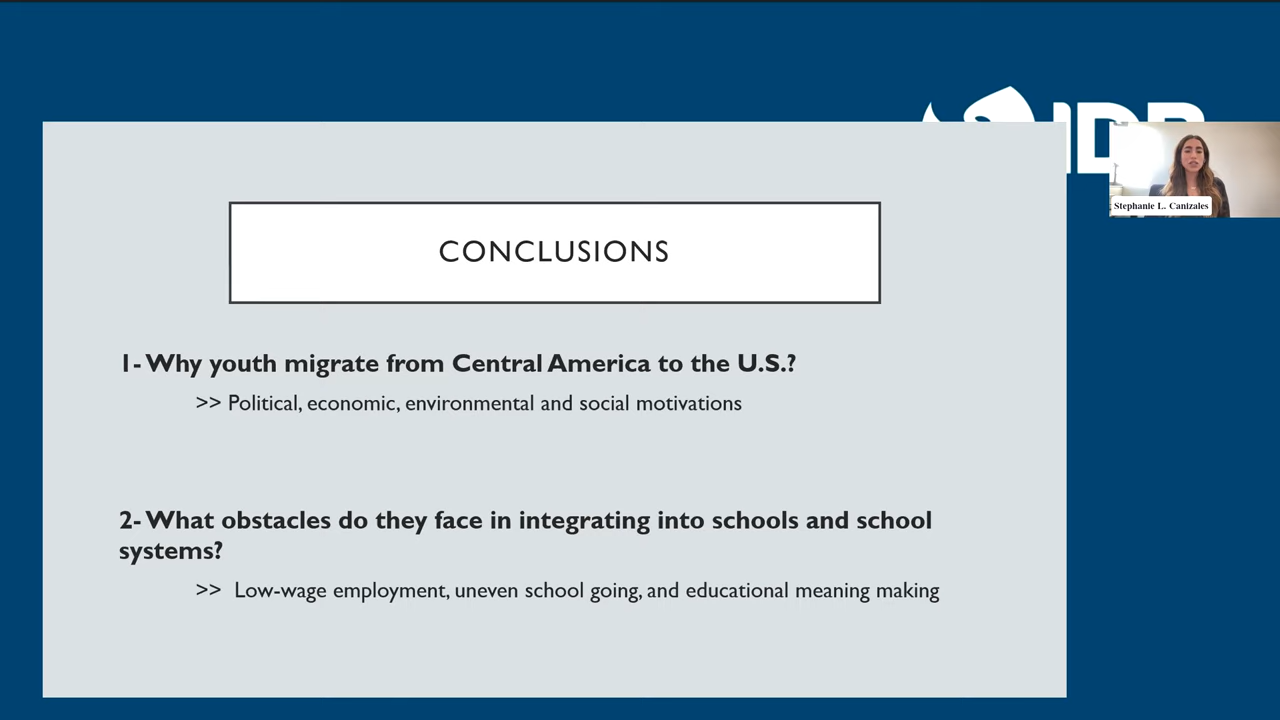 IDB
Stephanie L. Canizales
CONCLUSIONS
1- Why youth migrate from Central America to the U.S.?
>> Political, economic, environmental and social motivations
2- What obstacles do they face in integrating into schools and school
systems?
>> Low-wage employment, uneven school going, and educational meaning making